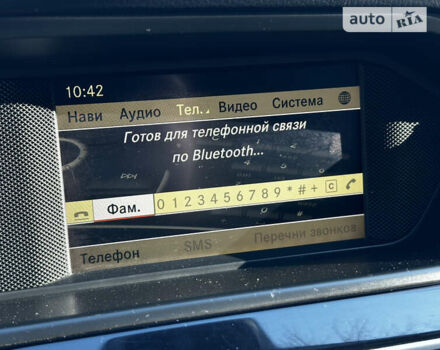 auto RIA
10:42
Нави Аудио Тел. Видео Система
Готов для телефонной связи
по Bluetooth...
Фам. 0 1 2 3 4 5 6 7 8 9 * # + C
Телефон SMS Перечни звонков